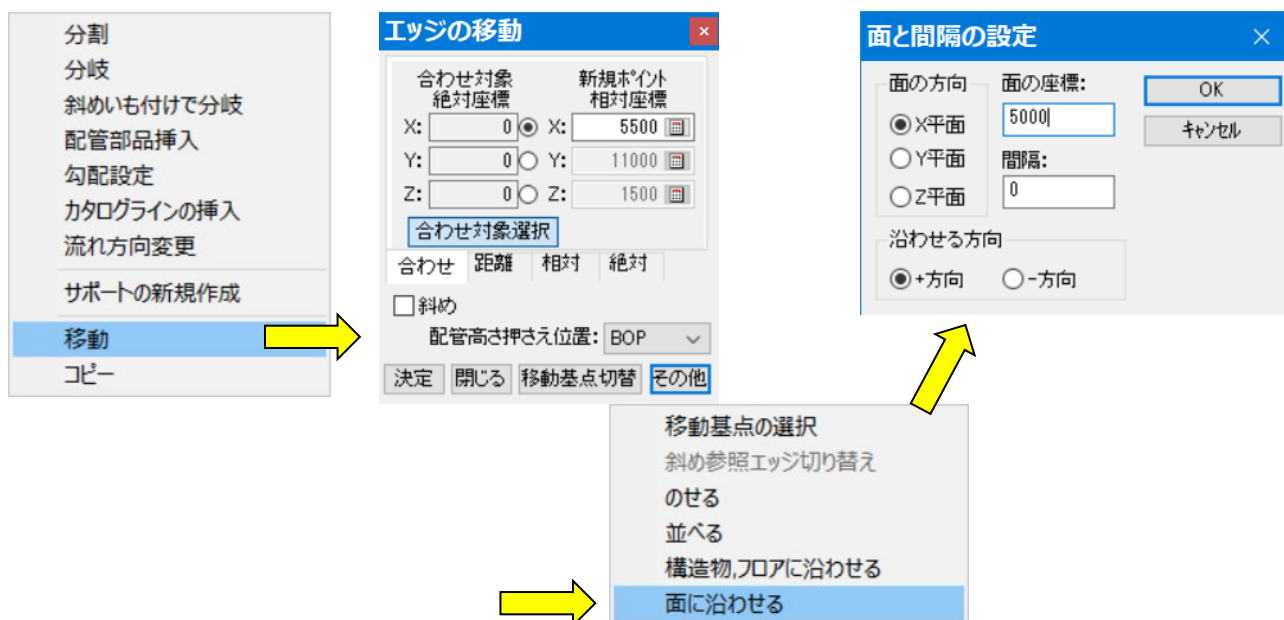 分割
分岐
斜めいも付けで分岐
配管部品挿入
勾配設定
カタログラインの挿入
流れ方向変更
サポートの新規作成
移動
コピー
エッジの移動
合わせ対象 新規ポイント
絶対座標 相対座標
X: 0 X: 5500
Y: 0 Y: 11000
Z: 0 Z: 1500
合わせ対象選択
合わせ 距離 相対 絶対
斜め
配管高さ押さえ位置: BOP
決定 閉じる 移動基点切替 その他
移動基点の選択
斜め参照エッジ切り替え
のせる
並べる
構造物,フロアに沿わせる
面に沿わせる
面と間隔の設定
面の方向 面の座標: OK
X平面 5000 キャンセル
Y平面 間隔:
Z平面 0
沿わせる方向
+方向 -方向